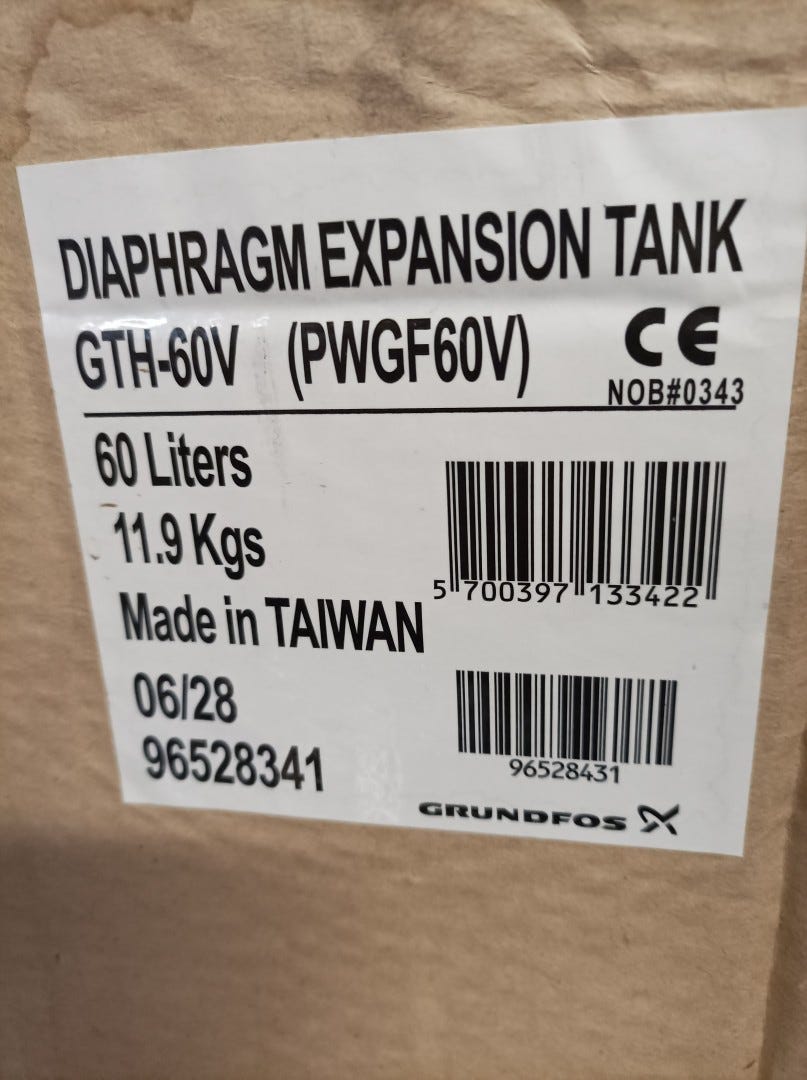 DIAPHRAGM EXPANSION TANK
GTH-60V (PWGF60V) CE
NOB#0343
60 Liters
11.9 Kgs
5 700397 133422
Made in TAIWAN
06/28
96528341
96528431
GRUNDFOS